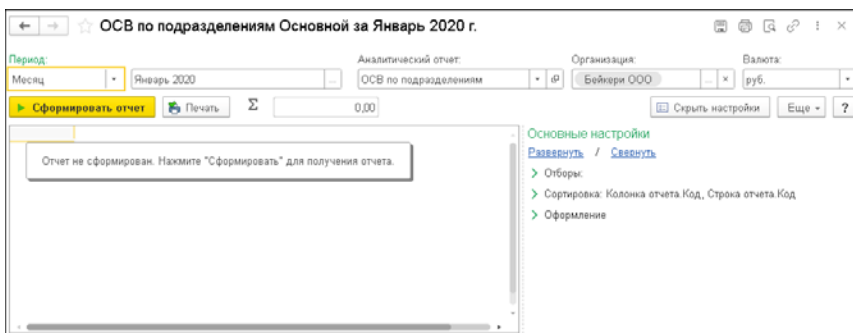 ОСВ по подразделениям Основной за Январь 2020 г.
Период: Аналитический отчет: Организация: Валюта:
Месяц Январь 2020 ... ОСВ по подразделениям Бейкери ООО ... × руб.
Сформировать отчет Печать Σ 0,00 Скрыть настройки Еще ?
Отчет не сформирован. Нажмите "Сформировать" для получения отчета.
Основные настройки
Развернуть / Свернуть
Отборы:
Сортировка: Колонка отчета.Код, Строка отчета.Код
Оформление